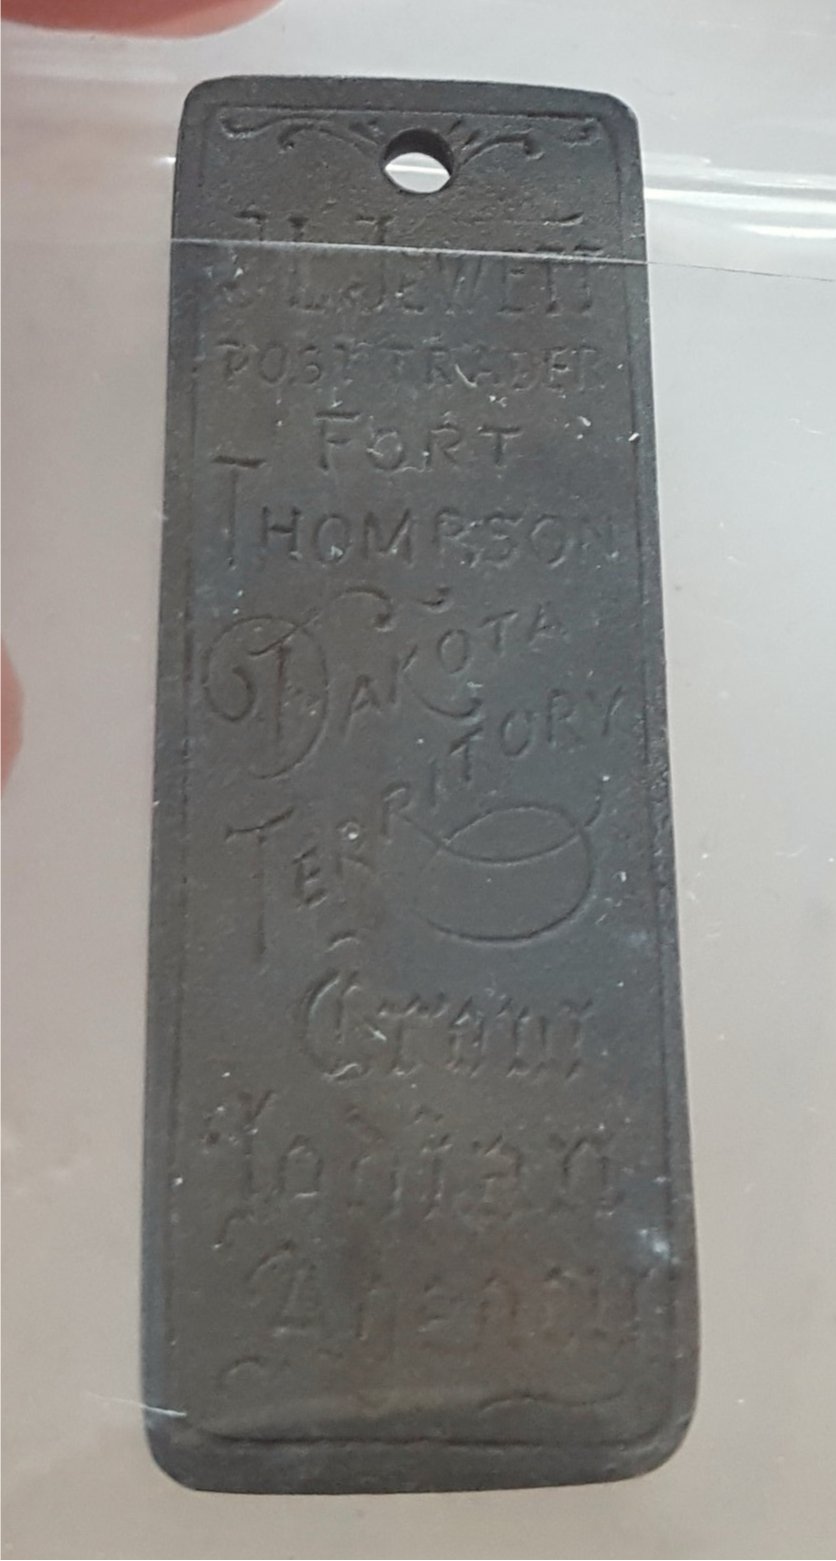 J.L. JEWETT
POST TRADER
FORT
THOMPSON
DAKOTA
TERRITORY
Crow
Indian
Agency